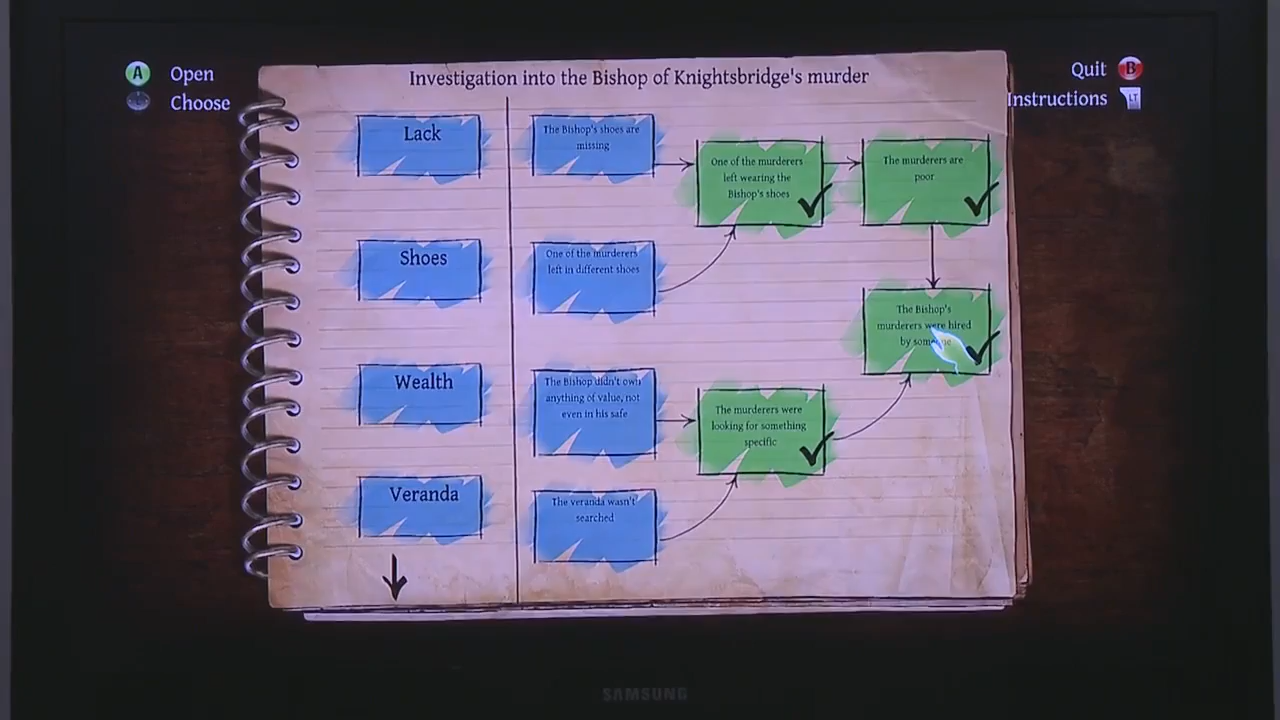 A Open
Choose
Quit B
Instructions LT
Investigation into the Bishop of Knightsbridge's murder
Lack
Shoes
Wealth
Veranda
The Bishop's shoes are
missing
One of the murderers
left in different shoes
The Bishop didn't own
anything of value, not
even in his safe
The veranda wasn't
searched
One of the murderers
left wearing the
Bishop's shoes
The murderers were
looking for something
specific
The murderers are
poor
The Bishop's
murderers were hired
by someone
SAMSUNG